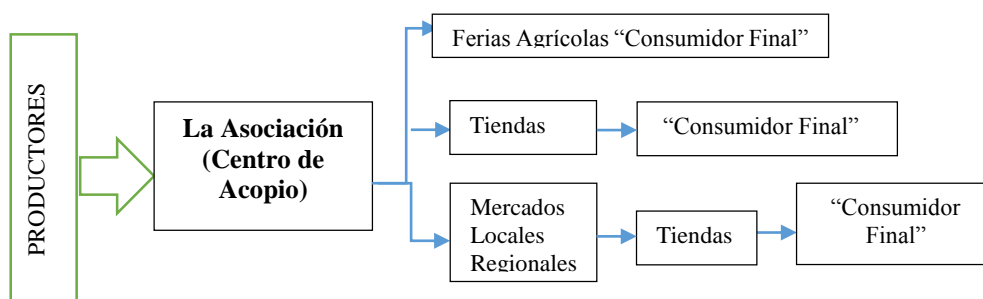 PRODUCTORES
La Asociación
(Centro de
Acopio)
Ferias Agrícolas “Consumidor Final”
Tiendas
“Consumidor Final”
Mercados
Locales
Regionales
Tiendas
“Consumidor
Final”